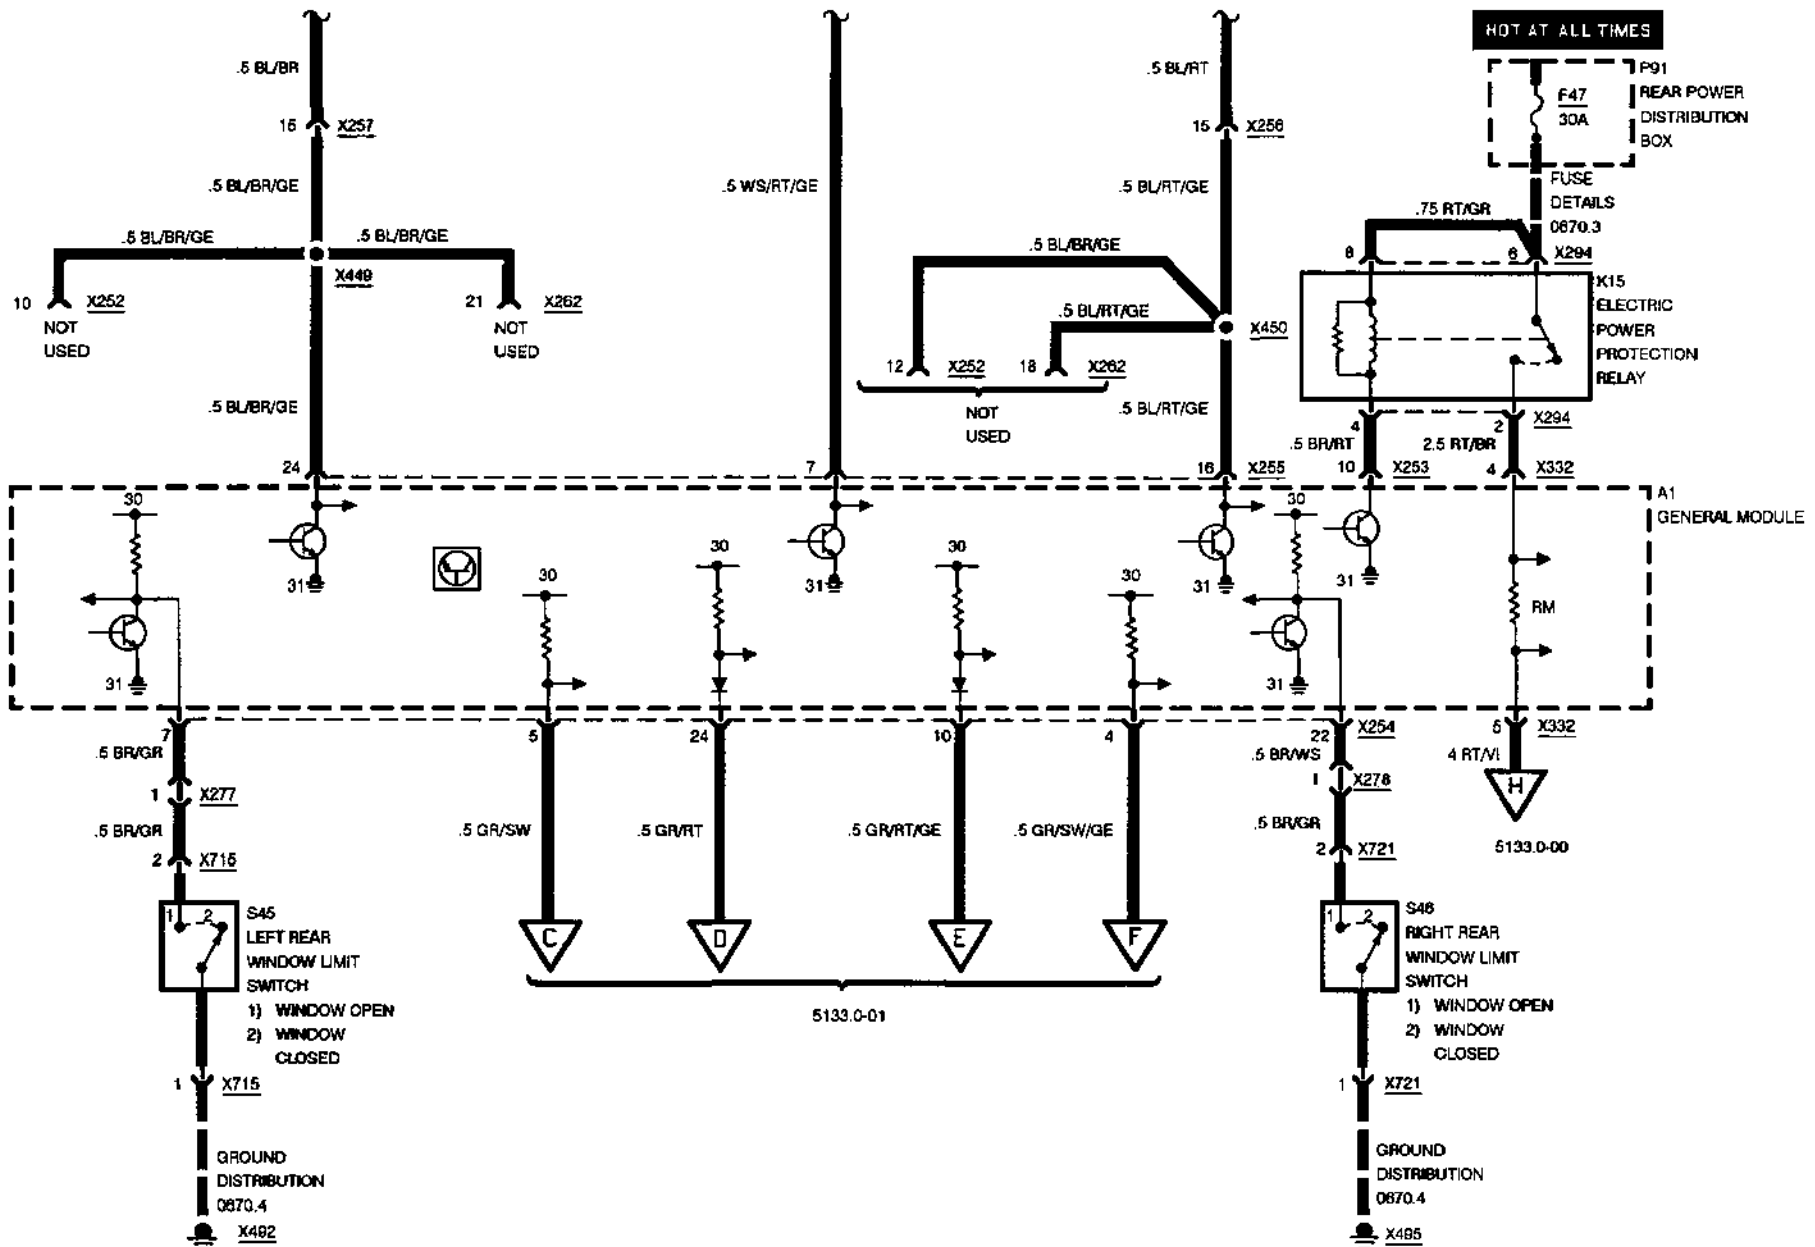 HOT AT ALL TIMES
.5 BL/BR
.5 BL/RT
P91
REAR POWER
DISTRIBUTION
BOX
F47
30A
15 X257
15 X256
.5 BL/BR/GE
.5 WS/RT/GE
.5 BL/RT/GE
FUSE
DETAILS
0670.3
.75 RT/GR
.5 BL/BR/GE
.5 BL/BR/GE
.5 BL/BR/GE
8 6 X294
X449
K15
ELECTRIC
POWER
PROTECTION
RELAY
10 X252
NOT
USED
21 X262
NOT
USED
.5 BL/RT/GE
X450
12 X252
18 X262
NOT
USED
.5 BL/BR/GE
.5 BL/RT/GE
4 2 X294
.5 BR/RT
2.5 RT/BR
24
7
16 X255
10 X253
4 X332
A1
GENERAL MODULE
30
30
31
31
31
31
30
30
30
30
RM
31
31
7
5
24
10
4
22 X254
5 X332
.5 BR/GR
.5 BR/WS
4 RT/VI
1 X277
1 X278
H
5133.0-00
.5 BR/GR
.5 GR/SW
.5 GR/RT
.5 GR/RT/GE
.5 GR/SW/GE
.5 BR/GR
2 X715
2 X721
1 2
S45
LEFT REAR
WINDOW LIMIT
SWITCH
1) WINDOW OPEN
2) WINDOW
CLOSED
C
D
E
F
5133.0-01
1 2
S46
RIGHT REAR
WINDOW LIMIT
SWITCH
1) WINDOW OPEN
2) WINDOW
CLOSED
1 X715
1 X721
GROUND
DISTRIBUTION
0670.4
X492
GROUND
DISTRIBUTION
0670.4
X495